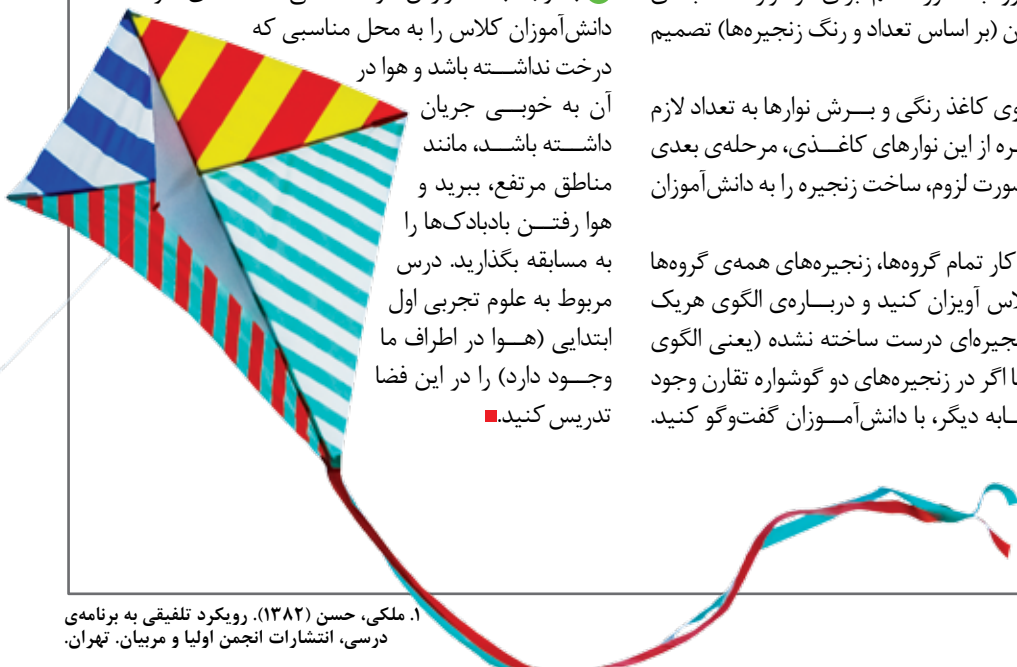 ن (بر اساس تعداد و رنگ زنجیره‌ها) تصمیم
وی کاغذ رنگی و بـــرش نوارها به تعداد لازم
ره از این نوارهای کاغـــذی، مرحله‌ی بعدی
صورت لزوم، ساخت زنجیره را به دانش‌آموزان
کار تمام گروه‌ها، زنجیره‌های همه‌ی گروه‌ها
لاس آویزان کنید و دربـــاره‌ی الگوی هریک
نجیره‌ای درست ساخته نشده (یعنی الگوی
ا اگر در زنجیره‌های دو گوشواره تقارن وجود
ـابه دیگر، با دانش‌آمـــوزان گفت‌وگو کنید.
دانش‌آموزان کلاس را به محل مناسبی که
درخت نداشـــته باشد و هوا در
آن به خوبـــی جریان
داشـــته باشـــد، مانند
مناطق مرتفع، ببرید و
هوا رفتـــن بادبادک‌ها را
به مسابقه بگذارید. درس
مربوط به علوم تجربی اول
ابتدایی (هـــوا در اطراف ما
وجـــود دارد) را در این فضا
تدریس کنید.
۱. ملکی، حسن (۱۳۸۲). رویکرد تلفیقی به برنامه‌ی
درسی، انتشارات انجمن اولیا و مربیان. تهران.